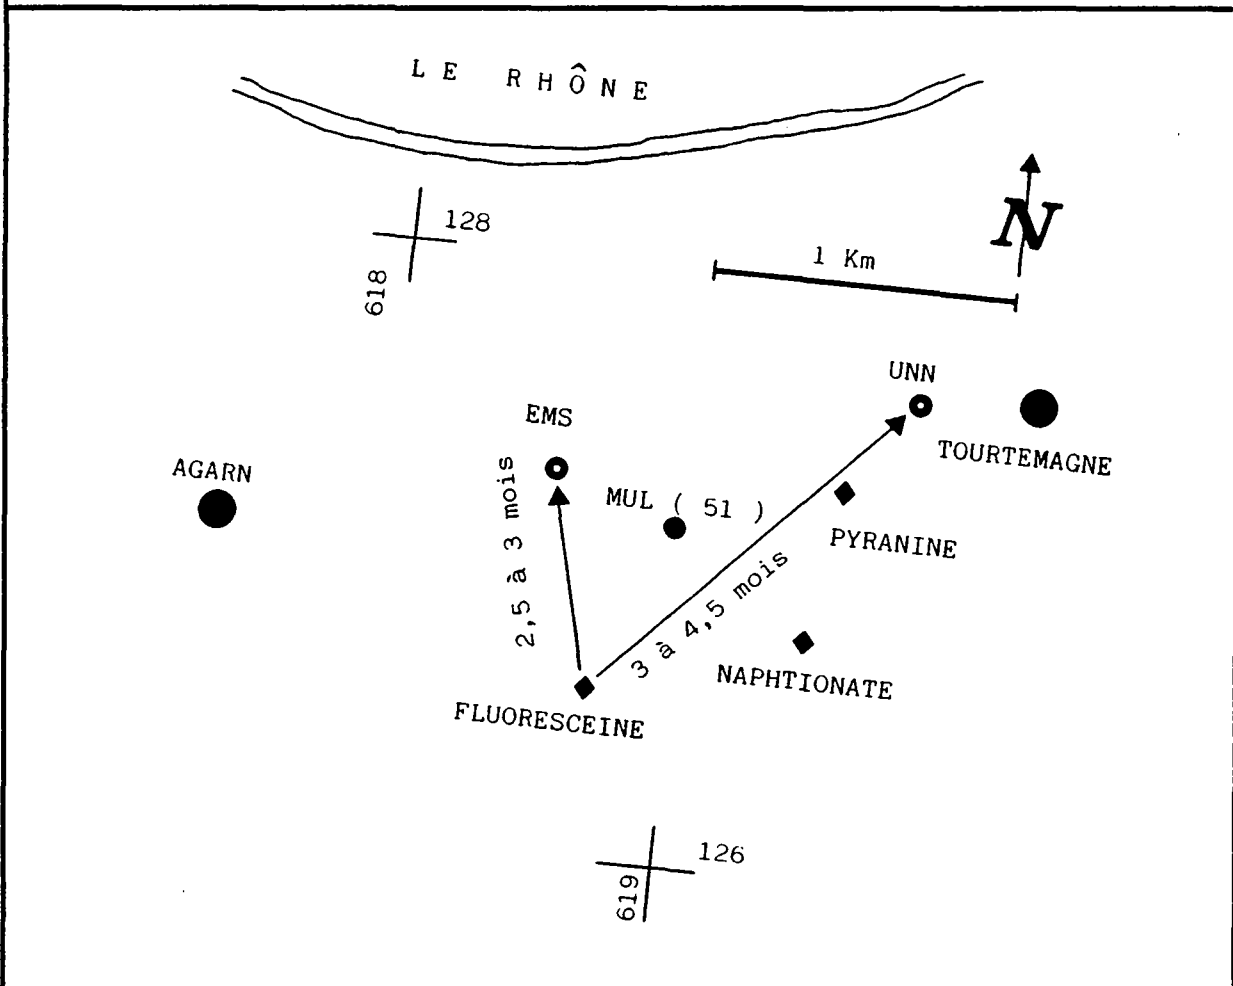 LE RHÔNE
128
618
N
1 Km
UNN
TOURTEMAGNE
EMS
AGARN
MUL ( 51 )
PYRANINE
2,5 à 3 mois
3 à 4,5 mois
NAPHTIONATE
FLUORESCEINE
126
619